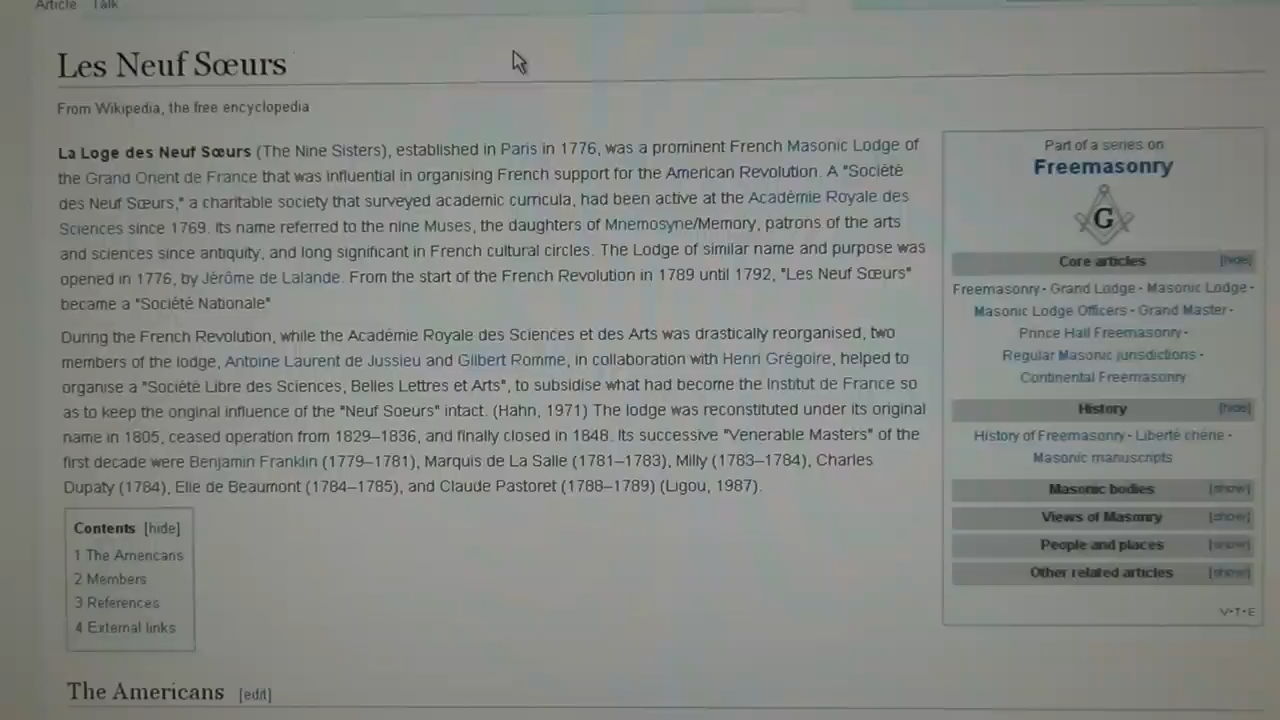 Article Talk
Les Neuf Sœurs
From Wikipedia, the free encyclopedia
La Loge des Neuf Sœurs (The Nine Sisters), established in Paris in 1776, was a prominent French Masonic Lodge of
the Grand Orient de France that was influential in organising French support for the American Revolution. A "Société
des Neuf Sœurs," a charitable society that surveyed academic curricula, had been active at the Académie Royale des
Sciences since 1769. Its name referred to the nine Muses, the daughters of Mnemosyne/Memory, patrons of the arts
and sciences since antiquity, and long significant in French cultural circles. The Lodge of similar name and purpose was
opened in 1776, by Jérôme de Lalande. From the start of the French Revolution in 1789 until 1792, "Les Neuf Sœurs"
became a "Société Nationale"
During the French Revolution, while the Académie Royale des Sciences et des Arts was drastically reorganised, two
members of the lodge, Antoine Laurent de Jussieu and Gilbert Romme, in collaboration with Henri Grégoire, helped to
organise a "Société Libre des Sciences, Belles Lettres et Arts", to subsidise what had become the Institut de France so
as to keep the original influence of the "Neuf Soeurs" intact. (Hahn, 1971) The lodge was reconstituted under its original
name in 1805, ceased operation from 1829–1836, and finally closed in 1848. Its successive "Venerable Masters" of the
first decade were Benjamin Franklin (1779–1781), Marquis de La Salle (1781–1783), Milly (1783–1784), Charles
Dupaty (1784), Elie de Beaumont (1784–1785), and Claude Pastoret (1788–1789) (Ligou, 1987).
Contents [hide]
1 The Americans
2 Members
3 References
4 External links
The Americans [edit]
Part of a series on
Freemasonry
G
Core articles [hide]
Freemasonry · Grand Lodge · Masonic Lodge ·
Masonic Lodge Officers · Grand Master ·
Prince Hall Freemasonry ·
Regular Masonic jurisdictions ·
Continental Freemasonry
History [hide]
History of Freemasonry · Liberté chérie ·
Masonic manuscripts
Masonic bodies [show]
Views of Masonry [show]
People and places [show]
Other related articles [show]
V·T·E